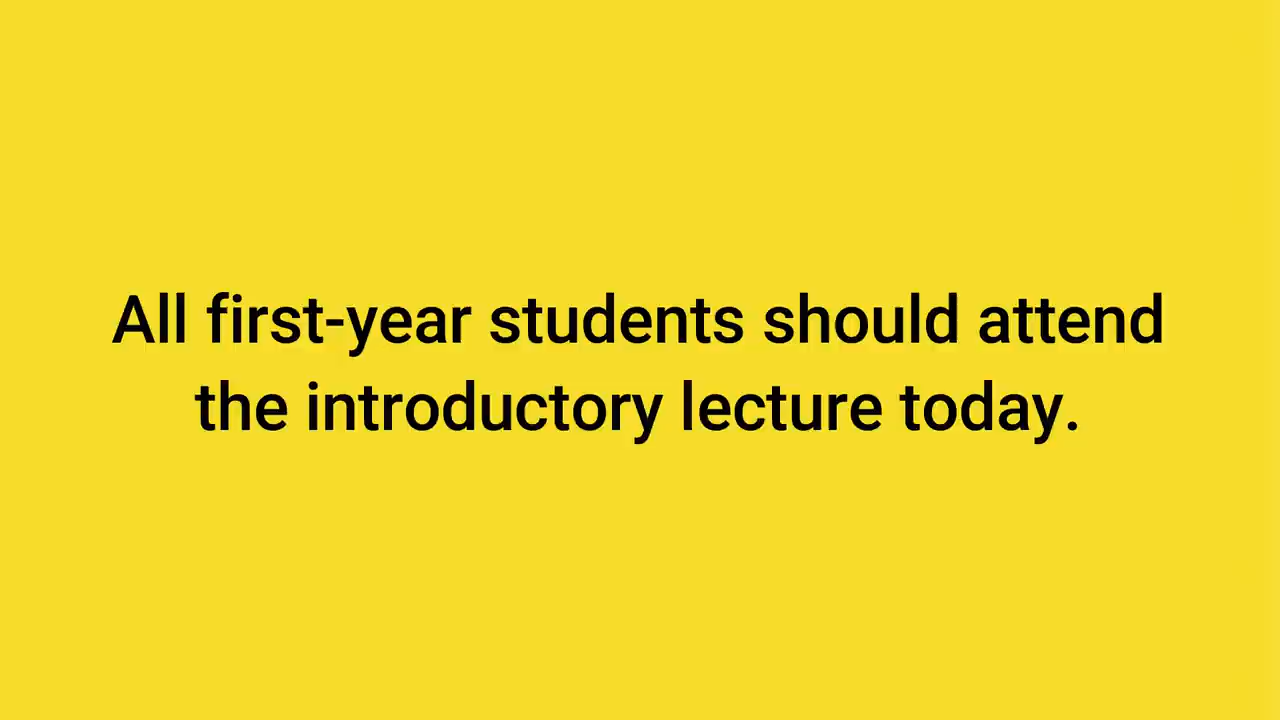 All first-year students should attend
the introductory lecture today.